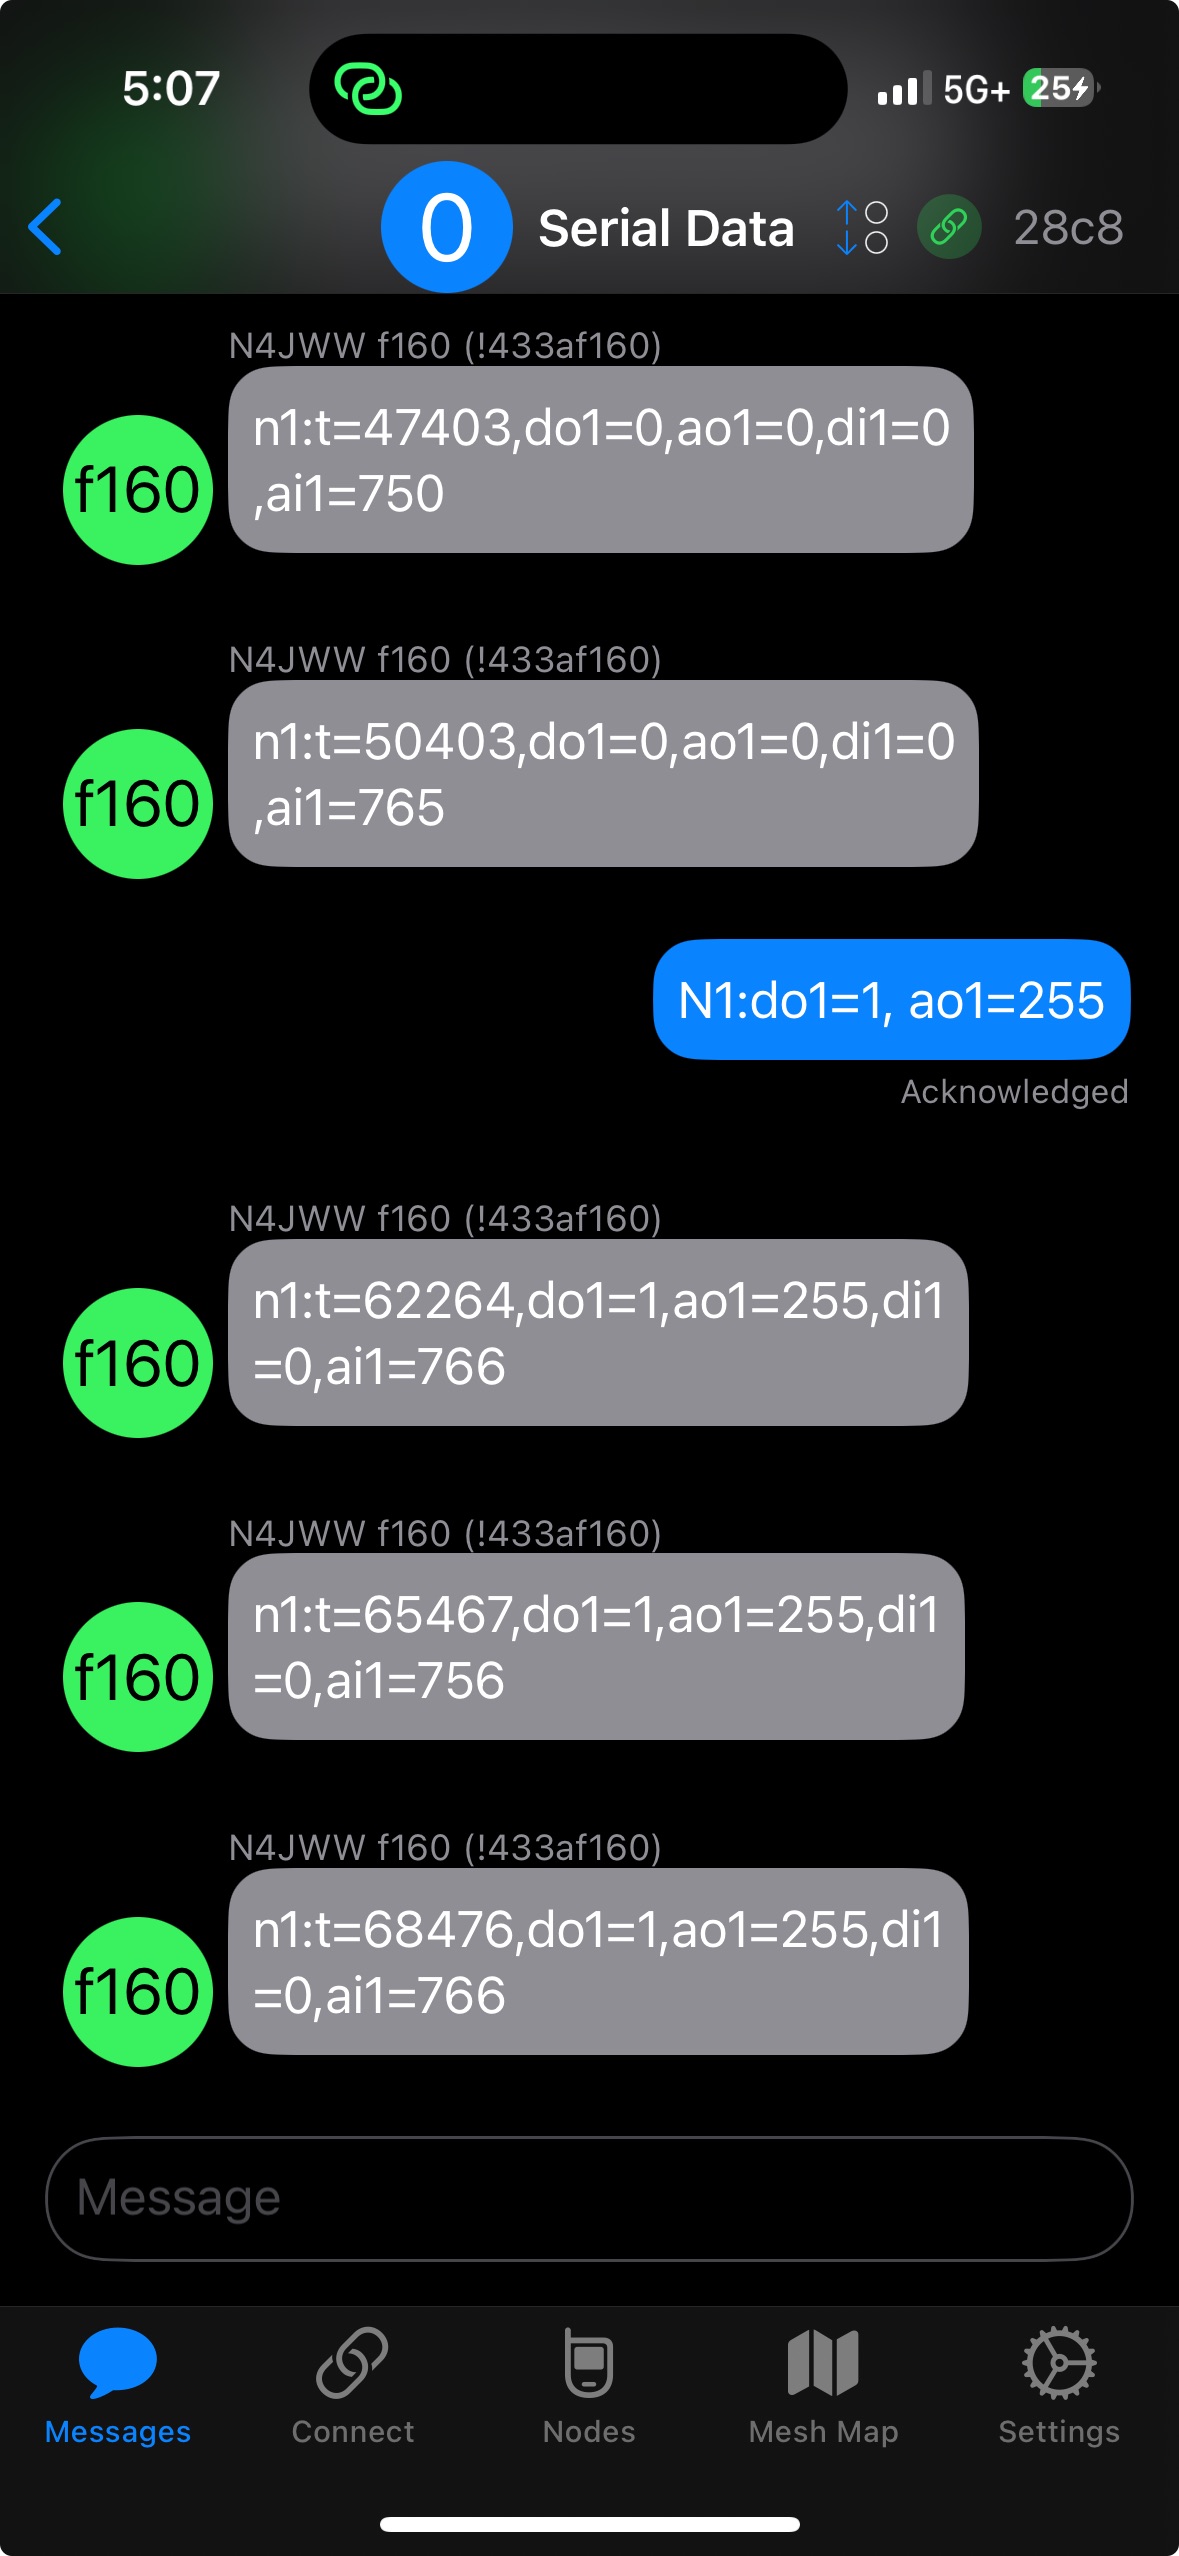 5:07 5G+ 25
0 Serial Data 28c8
N4JWW f160 (!433af160)
n1:t=47403,do1=0,ao1=0,di1=0
,ai1=750
f160
N4JWW f160 (!433af160)
n1:t=50403,do1=0,ao1=0,di1=0
,ai1=765
f160
N1:do1=1, ao1=255
Acknowledged
N4JWW f160 (!433af160)
n1:t=62264,do1=1,ao1=255,di1
=0,ai1=766
f160
N4JWW f160 (!433af160)
n1:t=65467,do1=1,ao1=255,di1
=0,ai1=756
f160
N4JWW f160 (!433af160)
n1:t=68476,do1=1,ao1=255,di1
=0,ai1=766
f160
Message
Messages Connect Nodes Mesh Map Settings